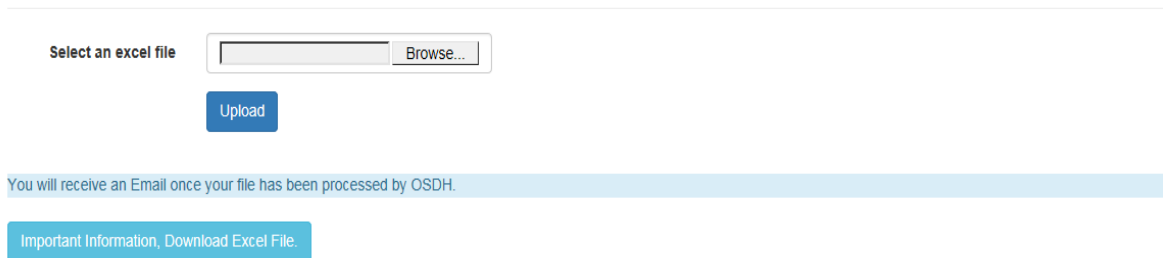 Select an excel file Browse...
Upload
You will receive an Email once your file has been processed by OSDH.
Important Information, Download Excel File.